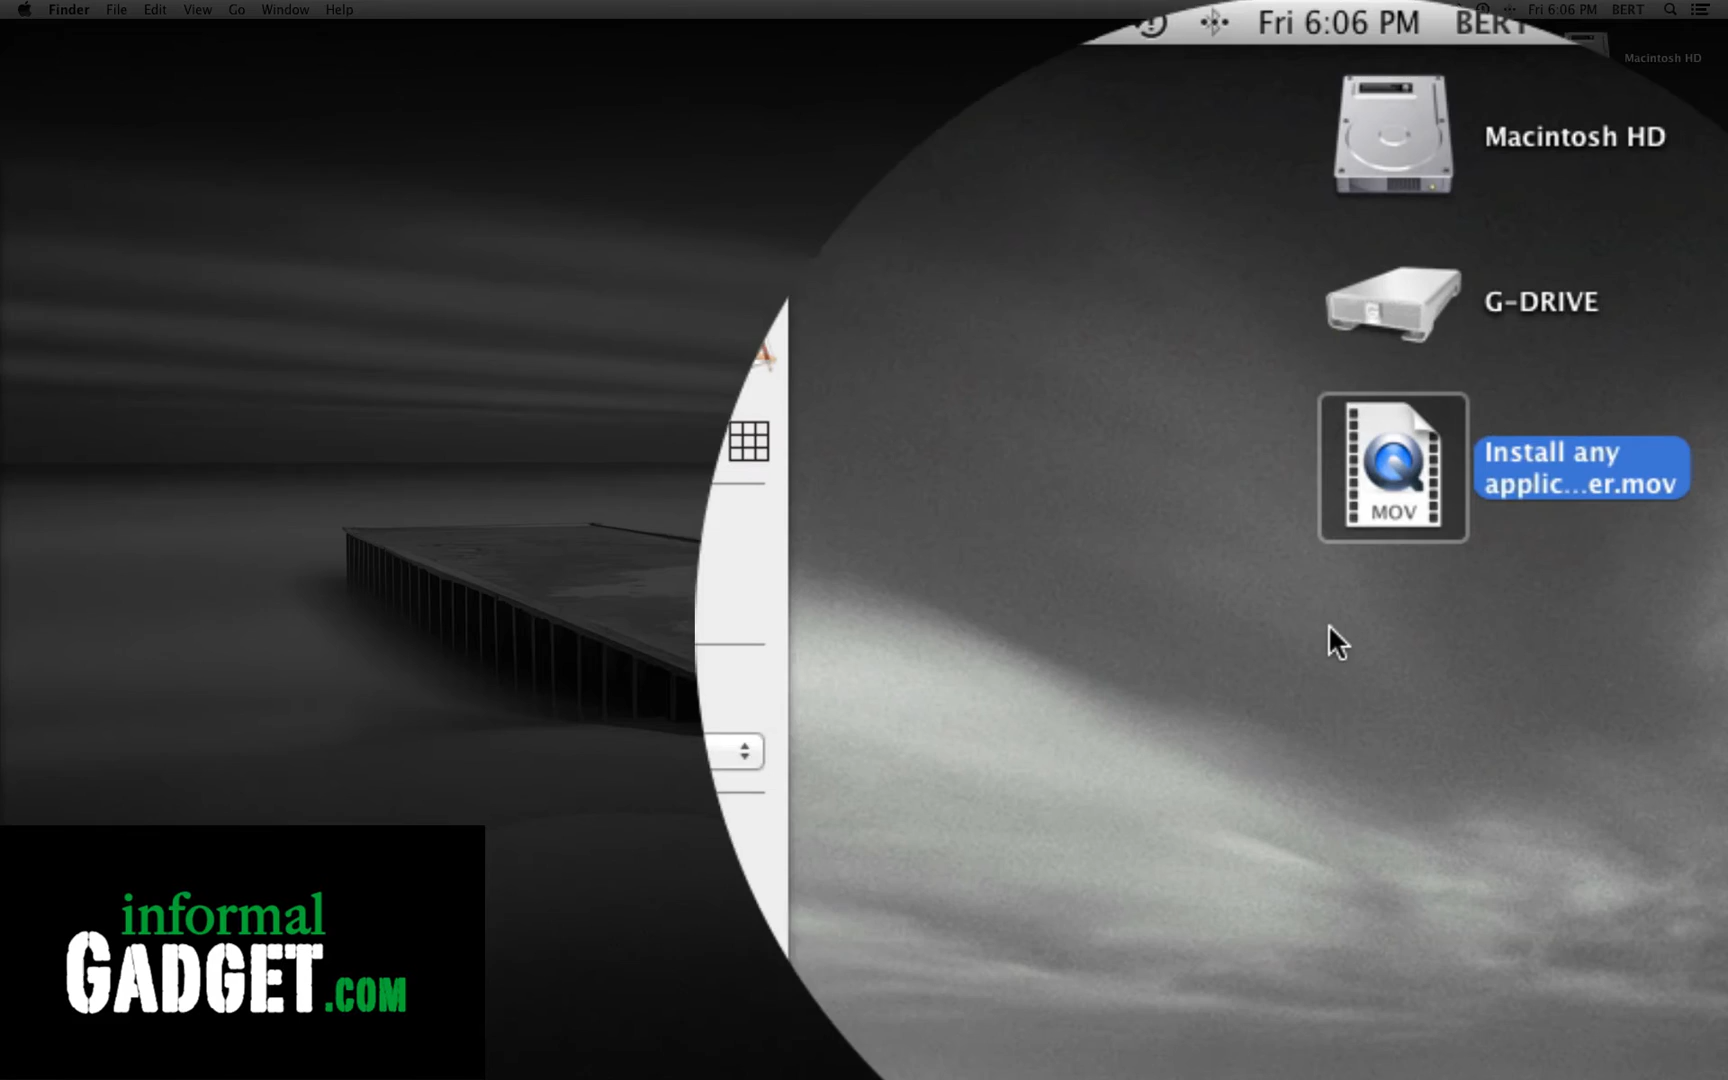 Finder File Edit View Go Window Help
Fri 6:06 PM BERT
Fri 6:06 PM BERT
Macintosh HD
Macintosh HD
G-DRIVE
Install any
applic...er.mov
MOV
informal
GADGET.COM